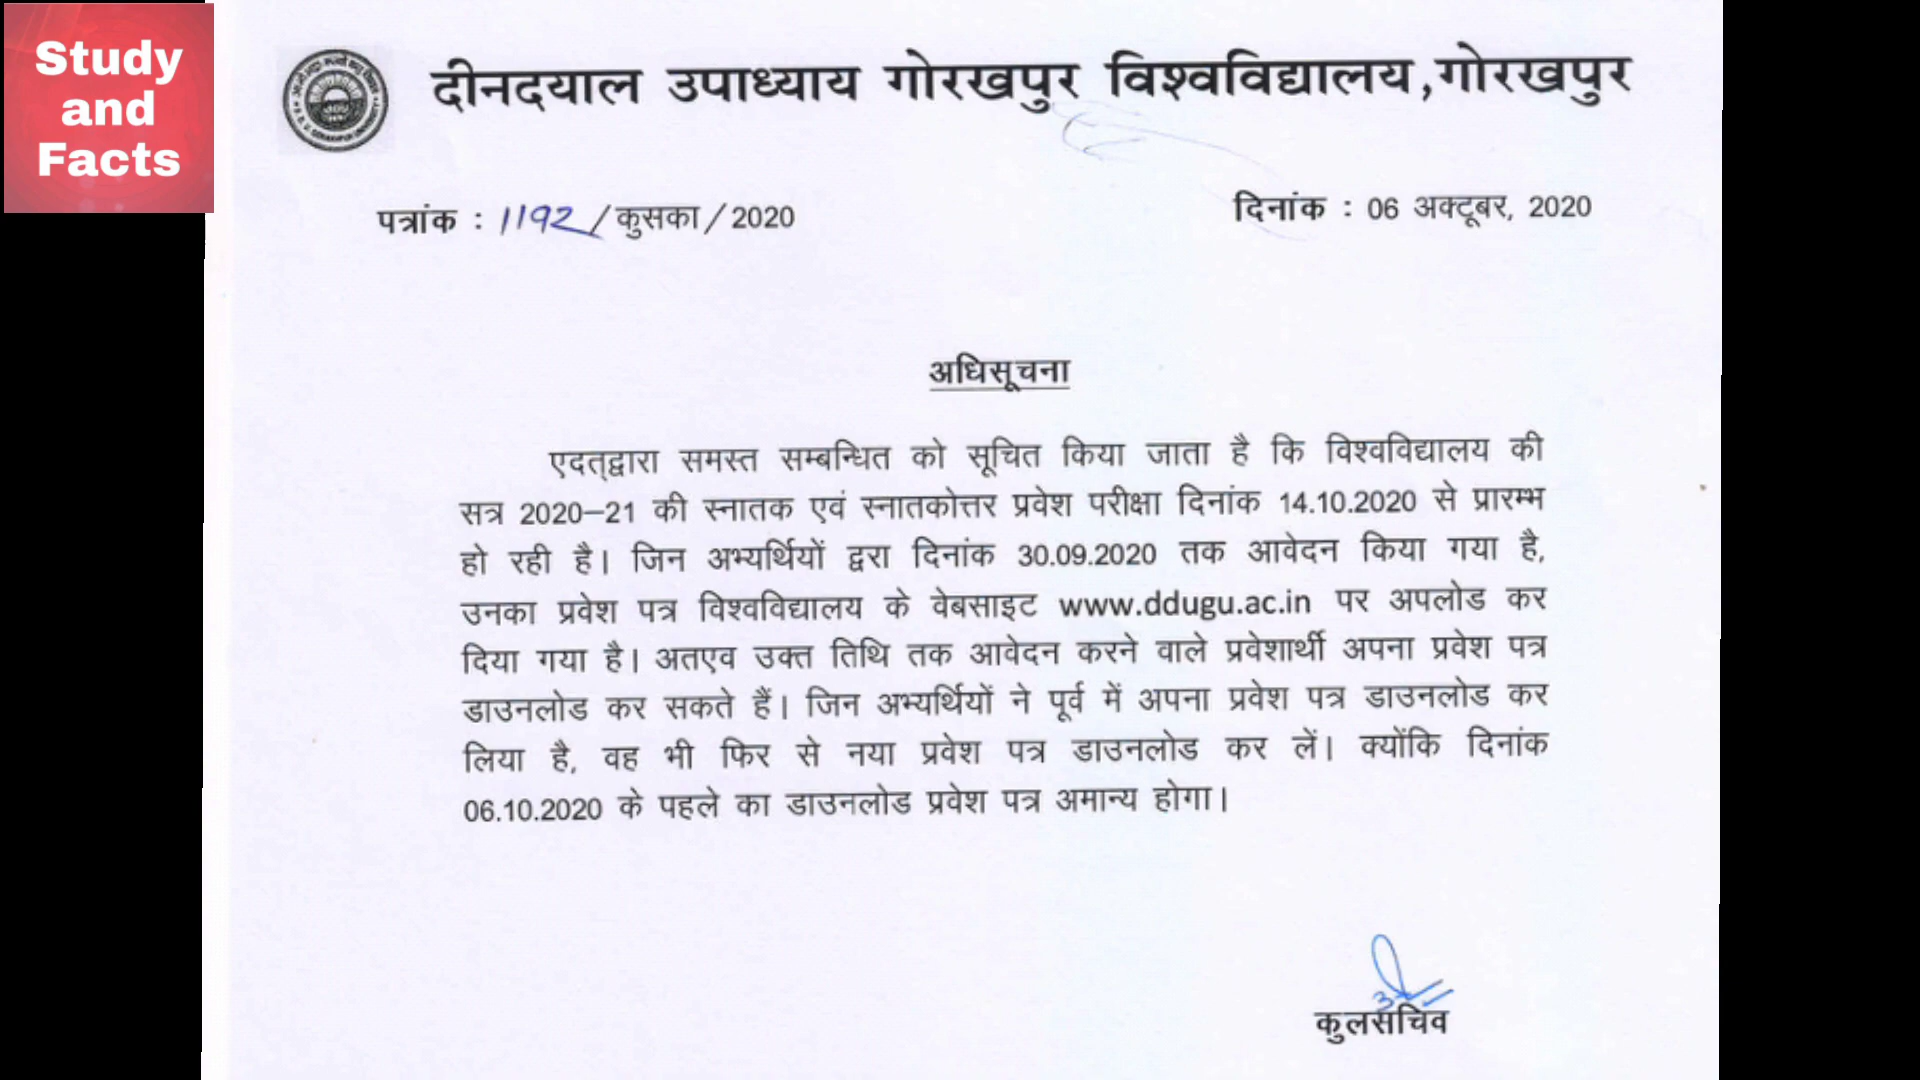 Study
and
Facts
दीनदयाल उपाध्याय गोरखपुर विश्वविद्यालय,गोरखपुर
पत्रांक : 1192/कुसका/2020
दिनांक : 06 अक्टूबर, 2020
अधिसूचना
एदत्द्वारा समस्त सम्बन्धित को सूचित किया जाता है कि विश्वविद्यालय की
सत्र 2020–21 की स्नातक एवं स्नातकोत्तर प्रवेश परीक्षा दिनांक 14.10.2020 से प्रारम्भ
हो रही है। जिन अभ्यर्थियों द्वरा दिनांक 30.09.2020 तक आवेदन किया गया है,
उनका प्रवेश पत्र विश्वविद्यालय के वेबसाइट www.ddugu.ac.in पर अपलोड कर
दिया गया है। अतएव उक्त तिथि तक आवेदन करने वाले प्रवेशार्थी अपना प्रवेश पत्र
डाउनलोड कर सकते हैं। जिन अभ्यर्थियों ने पूर्व में अपना प्रवेश पत्र डाउनलोड कर
लिया है, वह भी फिर से नया प्रवेश पत्र डाउनलोड कर लें। क्योंकि दिनांक
06.10.2020 के पहले का डाउनलोड प्रवेश पत्र अमान्य होगा।
कुलसचिव